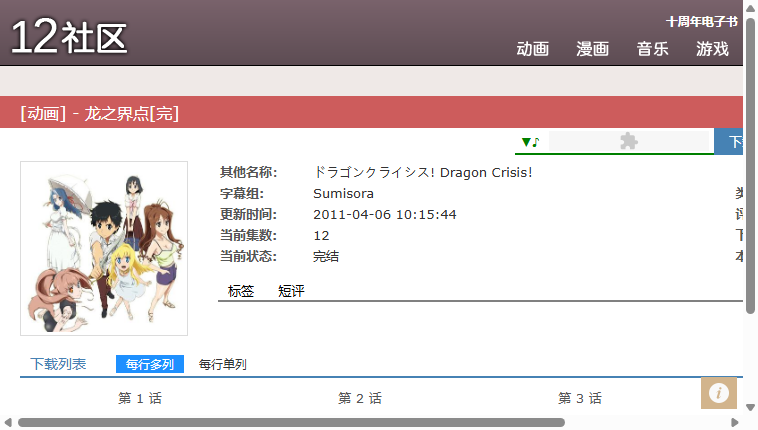 12社区
十周年电子书
动画 漫画 音乐 游戏
[动画] - 龙之界点[完]
▼♪
下
其他名称: ドラゴンクライシス! Dragon Crisis!
字幕组: Sumisora
更新时间: 2011-04-06 10:15:44
当前集数: 12
当前状态: 完结
标签 短评
下载列表 每行多列 每行单列
第 1 话 第 2 话 第 3 话